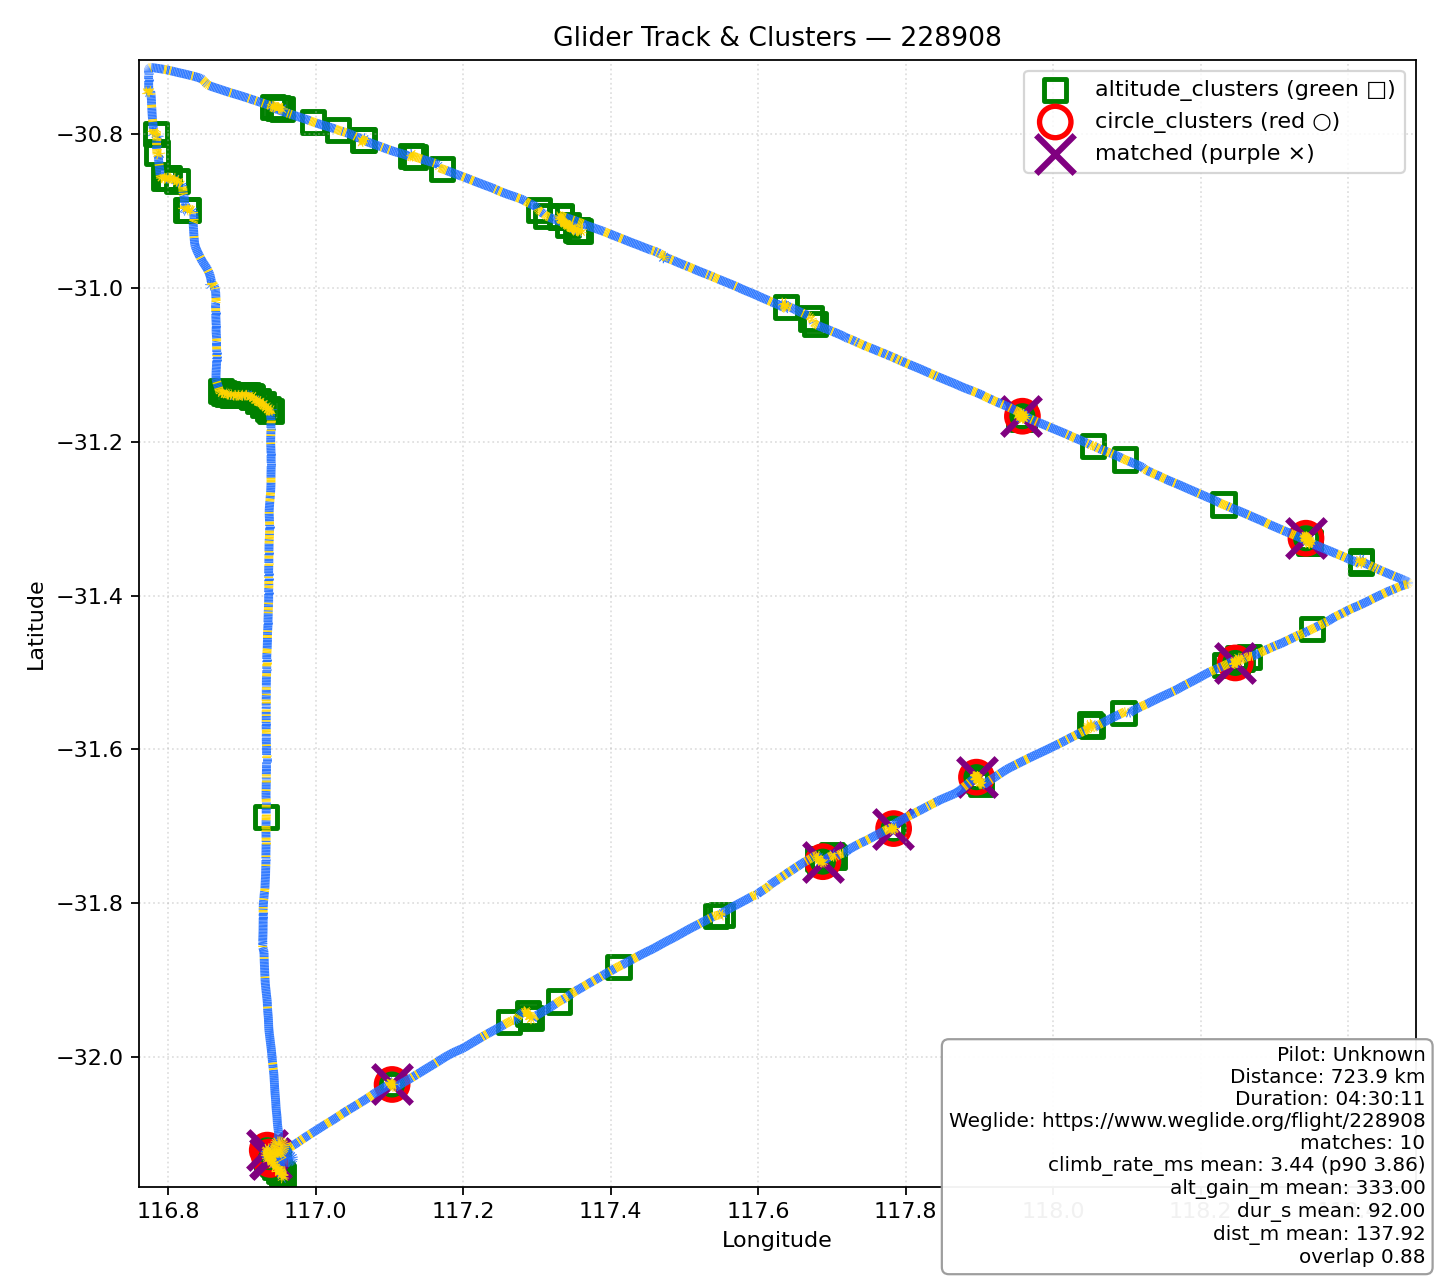 Glider Track & Clusters — 228908
altitude_clusters (green □)
circle_clusters (red ○)
matched (purple ×)
Latitude
−30.8
−31.0
−31.2
−31.4
−31.6
−31.8
−32.0
116.8 117.0 117.2 117.4 117.6 117.8 118.0 118.2
Longitude
Pilot: Unknown
Distance: 723.9 km
Duration: 04:30:11
Weglide: https://www.weglide.org/flight/228908
matches: 10
climb_rate_ms mean: 3.44 (p90 3.86)
alt_gain_m mean: 333.00
dur_s mean: 92.00
dist_m mean: 137.92
overlap 0.88